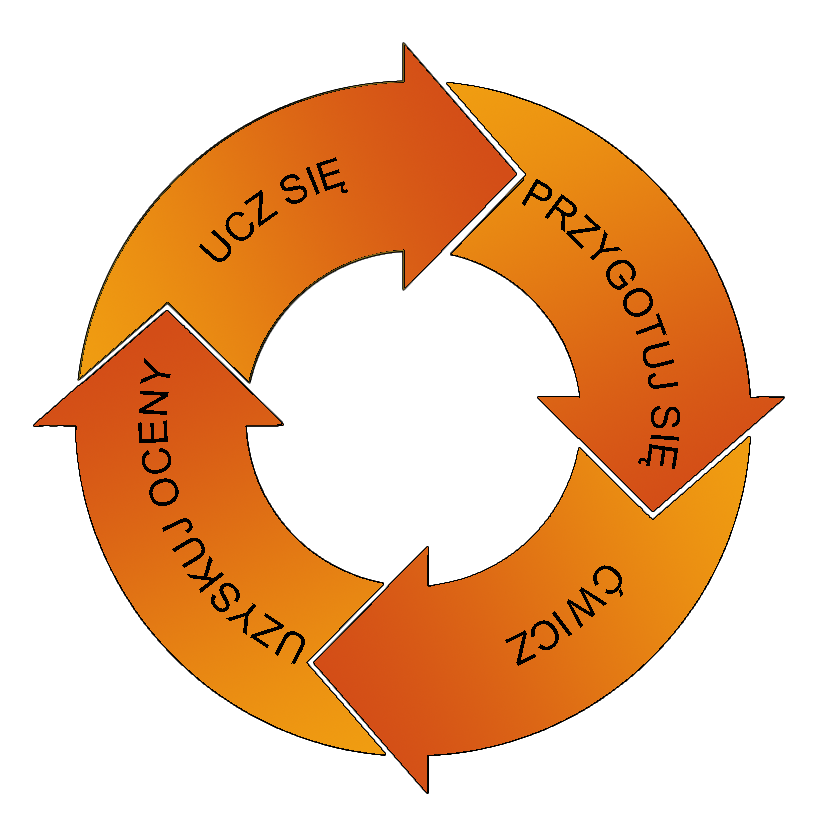 UCZ SIĘ
PRZYGOTUJ SIĘ
ĆWICZ
UZYSKUJ OCENY